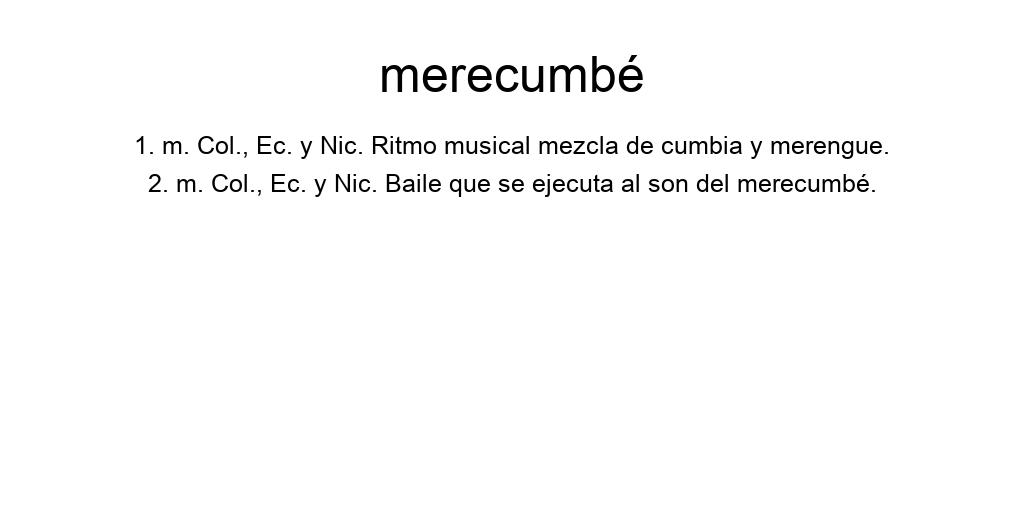 merecumbé
1. m. Col., Ec. y Nic. Ritmo musical mezcla de cumbia y merengue.
2. m. Col., Ec. y Nic. Baile que se ejecuta al son del merecumbé.